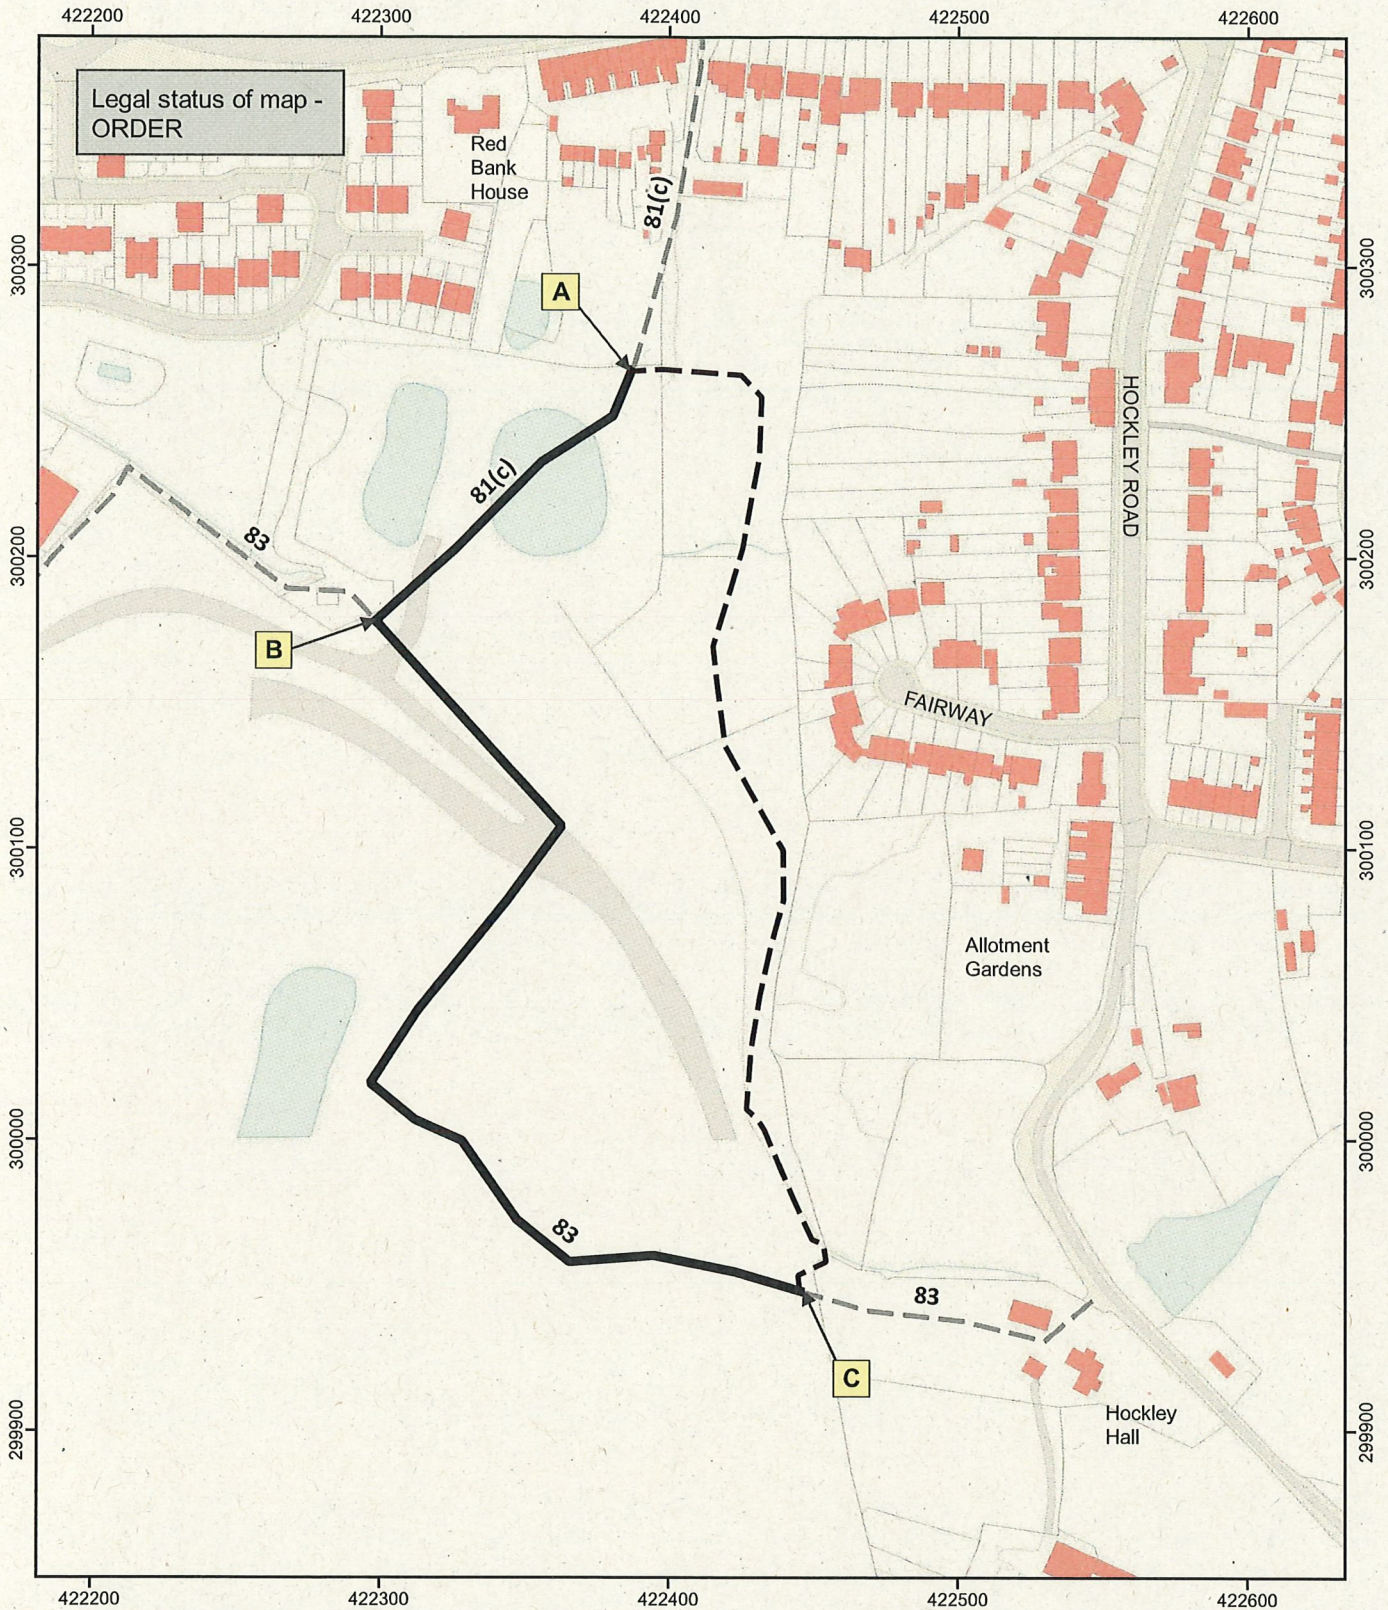 422200
422300
422400
422500
422600
Legal status of map -
ORDER
Red
Bank
House
81(c)
300300
300300
A
HOCKLEY ROAD
81(c)
83
300200
300200
B
FAIRWAY
300100
300100
Allotment
Gardens
300000
300000
83
83
C
Hockley
Hall
299900
299900
422200
422300
422400
422500
422600